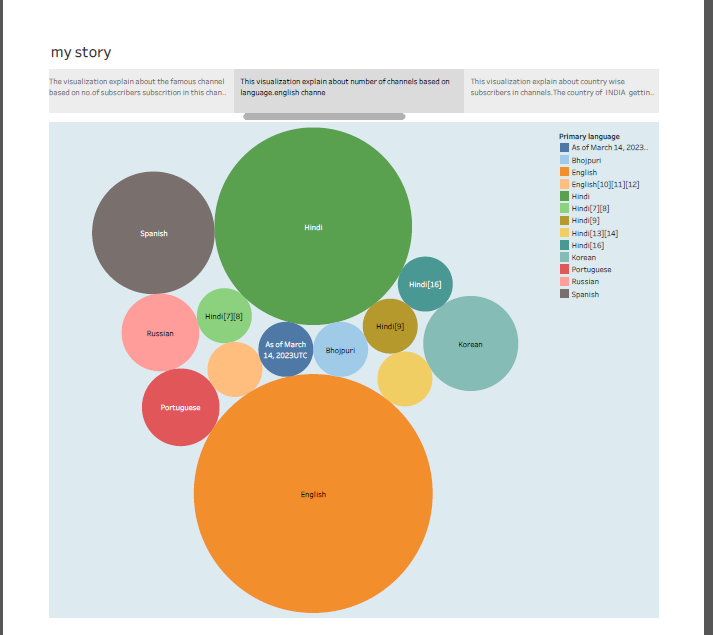 my story
The visualization explain about the famous channel
based on no.of subscribers subscrition in this chan..
This visualization explain about number of channels based on
language.english channe
This visualization explain about country wise
subscribers in channels.The country of INDIA gettin..
Primary language
As of March 14, 2023..
Bhojpuri
English
English[10][11][12]
Hindi
Hindi[7][8]
Hindi[9]
Hindi[13][14]
Hindi[16]
Korean
Portuguese
Russian
Spanish
Hindi
Spanish
Hindi[16]
Hindi[7][8]
Hindi[9]
Russian
As of March
14, 2023UTC
Bhojpuri
Korean
Portuguese
English